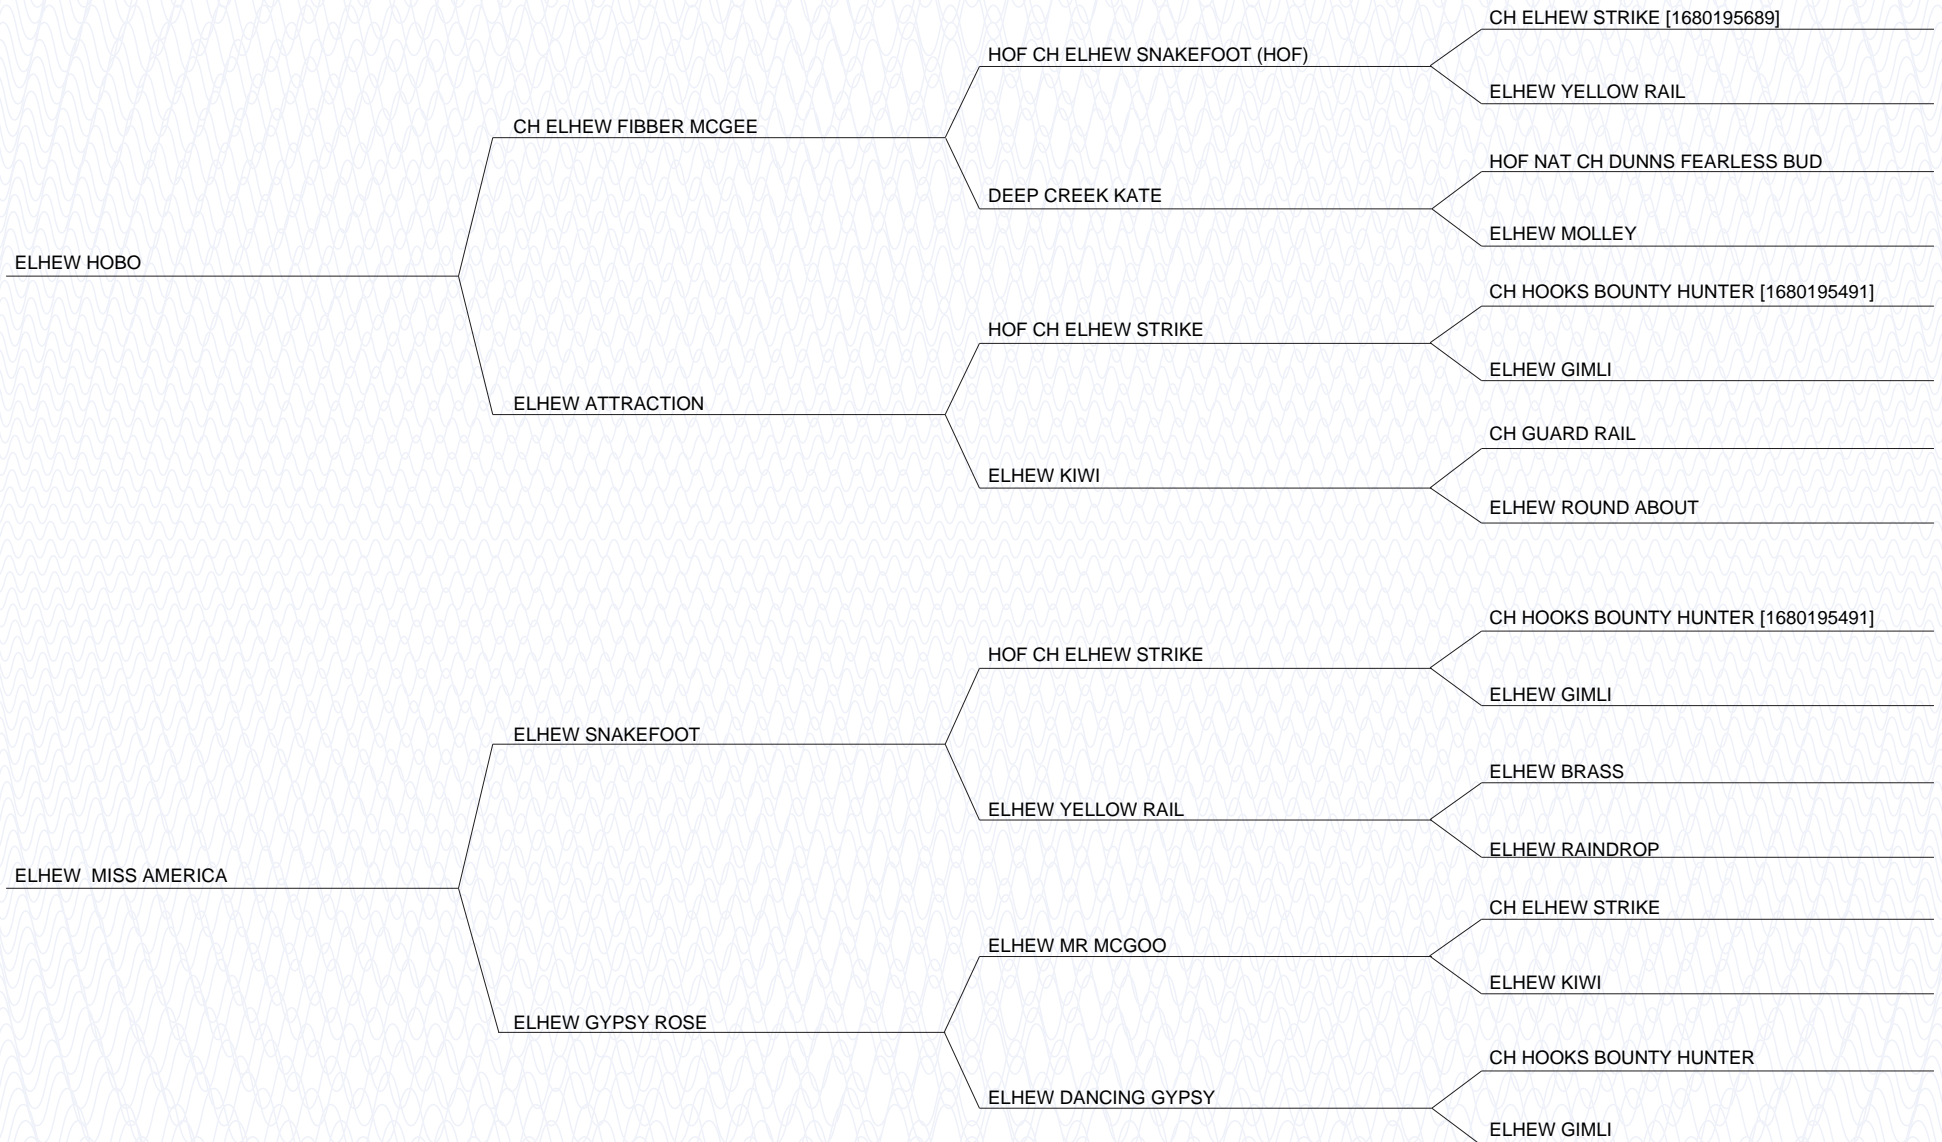 CH ELHEW STRIKE [1680195689]
HOF CH ELHEW SNAKEFOOT (HOF)
ELHEW YELLOW RAIL
CH ELHEW FIBBER MCGEE
HOF NAT CH DUNNS FEARLESS BUD
DEEP CREEK KATE
ELHEW MOLLEY
ELHEW HOBO
CH HOOKS BOUNTY HUNTER [1680195491]
HOF CH ELHEW STRIKE
ELHEW GIMLI
ELHEW ATTRACTION
CH GUARD RAIL
ELHEW KIWI
ELHEW ROUND ABOUT
CH HOOKS BOUNTY HUNTER [1680195491]
HOF CH ELHEW STRIKE
ELHEW GIMLI
ELHEW SNAKEFOOT
ELHEW BRASS
ELHEW YELLOW RAIL
ELHEW RAINDROP
ELHEW  MISS AMERICA
CH ELHEW STRIKE
ELHEW MR MCGOO
ELHEW KIWI
ELHEW GYPSY ROSE
CH HOOKS BOUNTY HUNTER
ELHEW DANCING GYPSY
ELHEW GIMLI